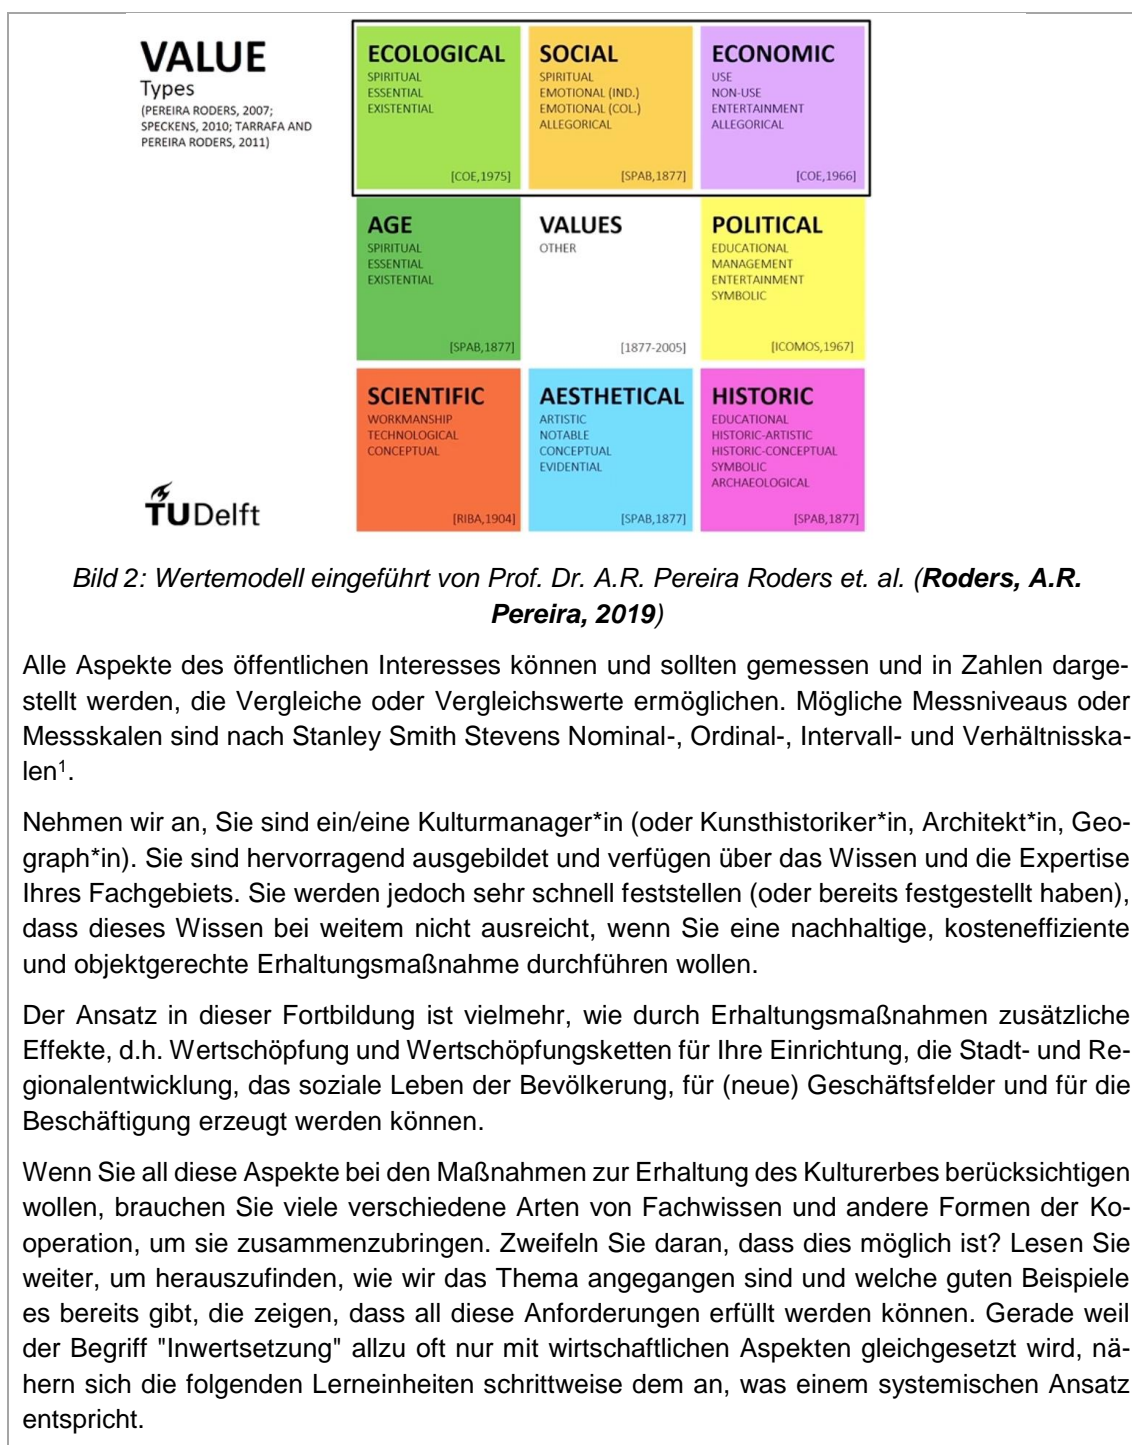 VALUE
Types
(PEREIRA RODERS, 2007;
SPECKENS, 2010; TARRAFA AND
PEREIRA RODERS, 2011)
ECOLOGICAL
SPIRITUAL
ESSENTIAL
EXISTENTIAL
[COE,1975]
SOCIAL
SPIRITUAL
EMOTIONAL (IND.)
EMOTIONAL (COL.)
ALLEGORICAL
[SPAB,1877]
ECONOMIC
USE
NON-USE
ENTERTAINMENT
ALLEGORICAL
[COE,1966]
AGE
SPIRITUAL
ESSENTIAL
EXISTENTIAL
[SPAB,1877]
VALUES
OTHER
[1877-2005]
POLITICAL
EDUCATIONAL
MANAGEMENT
ENTERTAINMENT
SYMBOLIC
[ICOMOS,1967]
SCIENTIFIC
WORKMANSHIP
TECHNOLOGICAL
CONCEPTUAL
[RIBA,1904]
AESTHETICAL
ARTISTIC
NOTABLE
CONCEPTUAL
EVIDENTIAL
[SPAB,1877]
HISTORIC
EDUCATIONAL
HISTORIC-ARTISTIC
HISTORIC-CONCEPTUAL
SYMBOLIC
ARCHAEOLOGICAL
[SPAB,1877]
TUDelft
Bild 2: Wertemodell eingeführt von Prof. Dr. A.R. Pereira Roders et. al. (Roders, A.R.
Pereira, 2019)
Alle Aspekte des öffentlichen Interesses können und sollten gemessen und in Zahlen darge-
stellt werden, die Vergleiche oder Vergleichswerte ermöglichen. Mögliche Messniveaus oder
Messskalen sind nach Stanley Smith Stevens Nominal-, Ordinal-, Intervall- und Verhältnisska-
len¹.
Nehmen wir an, Sie sind ein/eine Kulturmanager*in (oder Kunsthistoriker*in, Architekt*in, Geo-
graph*in). Sie sind hervorragend ausgebildet und verfügen über das Wissen und die Expertise
Ihres Fachgebiets. Sie werden jedoch sehr schnell feststellen (oder bereits festgestellt haben),
dass dieses Wissen bei weitem nicht ausreicht, wenn Sie eine nachhaltige, kosteneffiziente
und objektgerechte Erhaltungsmaßnahme durchführen wollen.
Der Ansatz in dieser Fortbildung ist vielmehr, wie durch Erhaltungsmaßnahmen zusätzliche
Effekte, d.h. Wertschöpfung und Wertschöpfungsketten für Ihre Einrichtung, die Stadt- und Re-
gionalentwicklung, das soziale Leben der Bevölkerung, für (neue) Geschäftsfelder und für die
Beschäftigung erzeugt werden können.
Wenn Sie all diese Aspekte bei den Maßnahmen zur Erhaltung des Kulturerbes berücksichtigen
wollen, brauchen Sie viele verschiedene Arten von Fachwissen und andere Formen der Ko-
operation, um sie zusammenzubringen. Zweifeln Sie daran, dass dies möglich ist? Lesen Sie
weiter, um herauszufinden, wie wir das Thema angegangen sind und welche guten Beispiele
es bereits gibt, die zeigen, dass all diese Anforderungen erfüllt werden können. Gerade weil
der Begriff "Inwertsetzung" allzu oft nur mit wirtschaftlichen Aspekten gleichgesetzt wird, nä-
hern sich die folgenden Lerneinheiten schrittweise dem an, was einem systemischen Ansatz
entspricht.